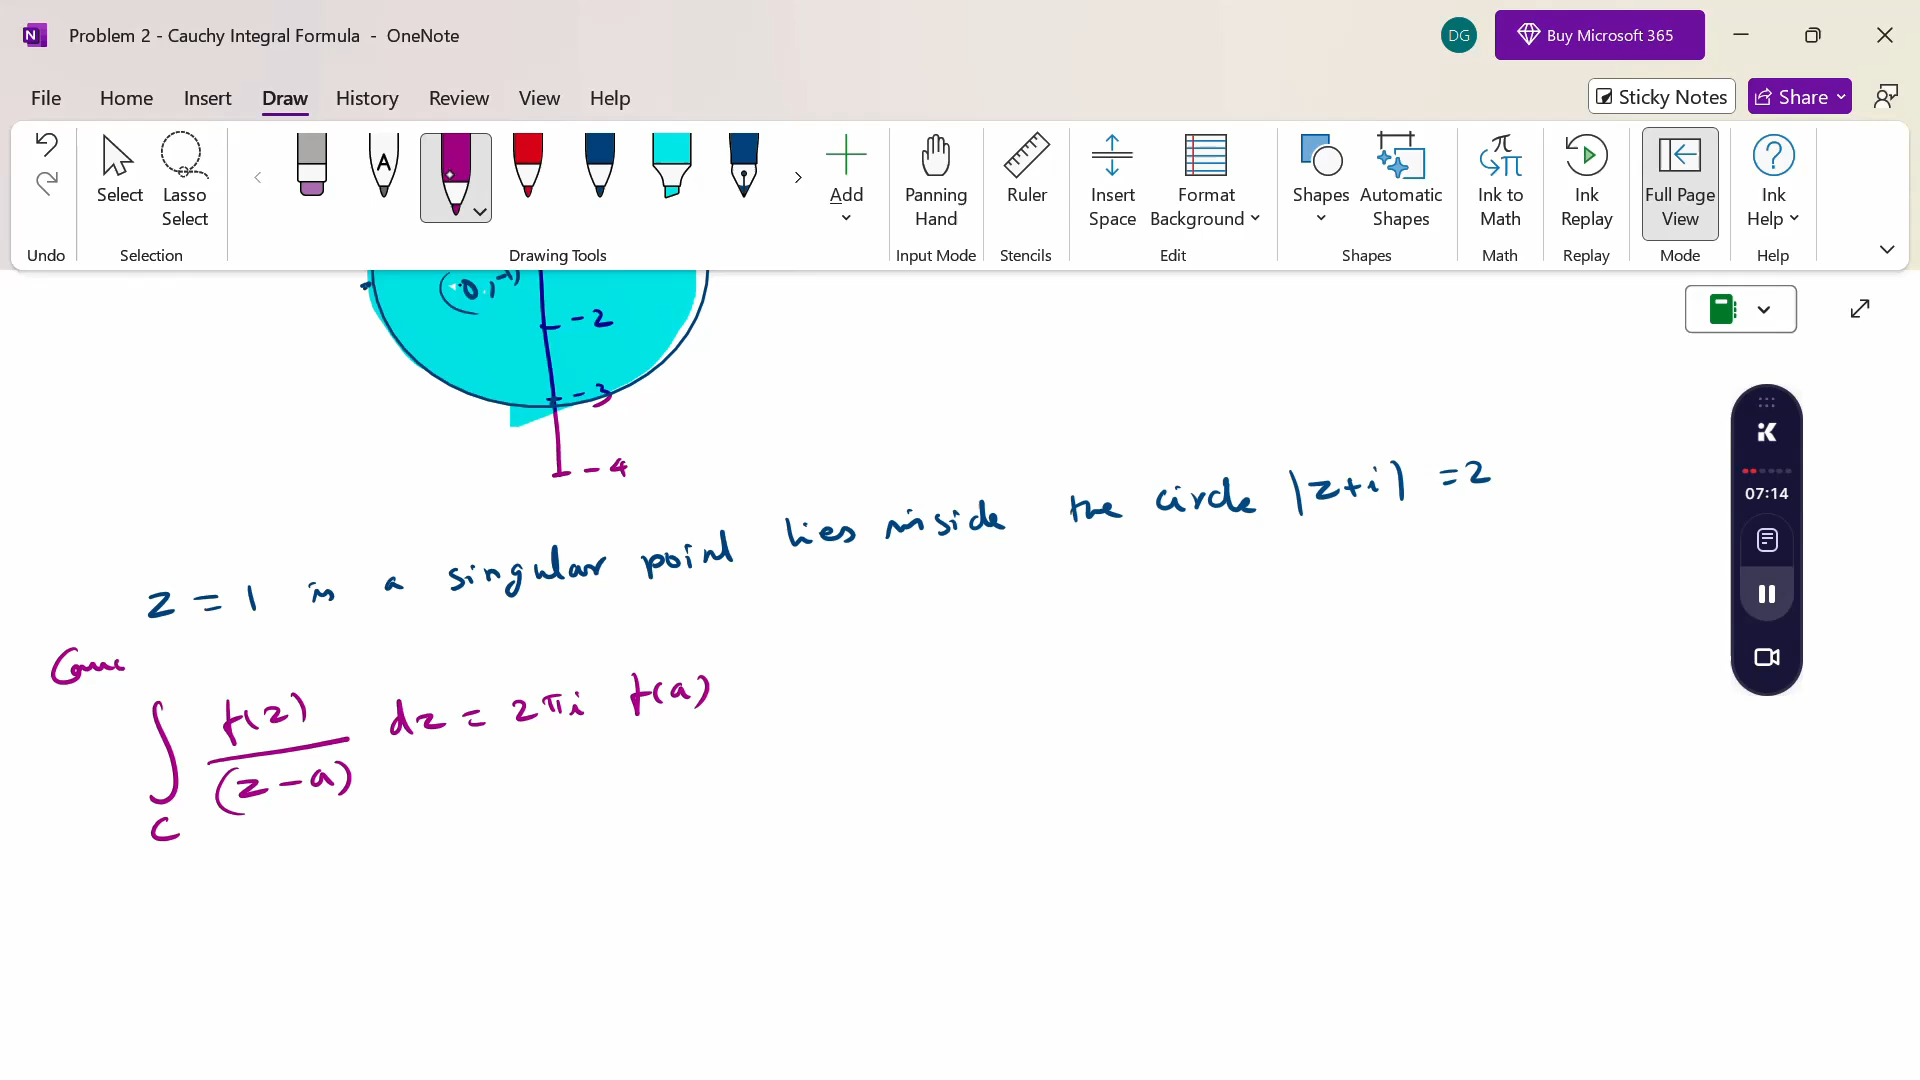 Problem 2 - Cauchy Integral Formula - OneNote
DG
Buy Microsoft 365
File Home Insert Draw History Review View Help
Sticky Notes
Share
Select
Lasso Select
A
Add
Panning Hand
Ruler
Insert Space
Format Background
Shapes
Automatic Shapes
Ink to Math
Ink Replay
Full Page View
Ink Help
Undo
Selection
Drawing Tools
Input Mode
Stencils
Edit
Shapes
Math
Replay
Mode
Help
(0,-1)
-2
-3
-4
07:14
z = 1 is a singular point lies inside the circle |z+i| = 2
∫_C f(z)/(z-a) dz = 2πi f(a)